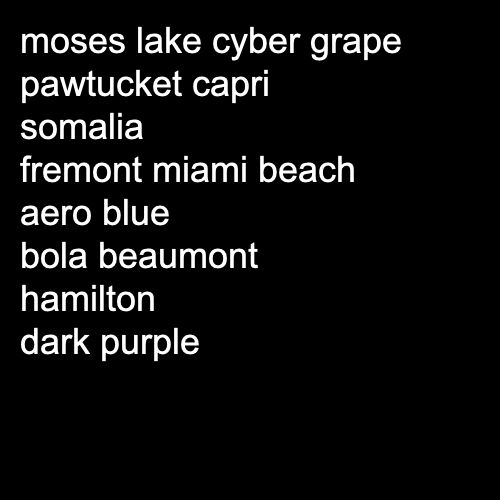 moses lake cyber grape
pawtucket capri
somalia
fremont miami beach
aero blue
bola beaumont
hamilton
dark purple